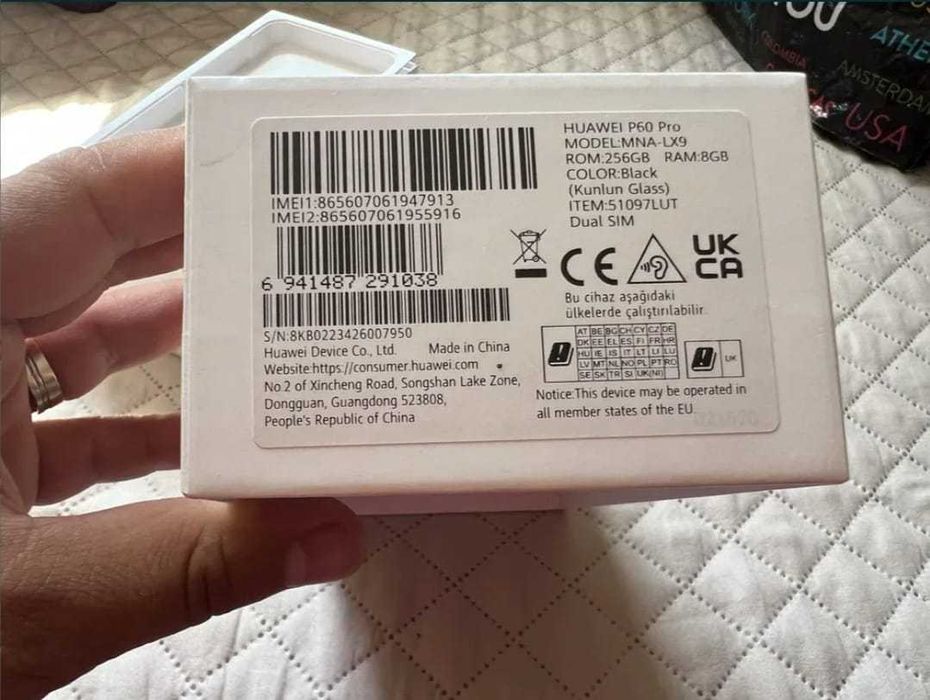 YOU
ATHE
COLOMBIA
AMSTERDA
USA
HUAWEI P60 Pro
MODEL:MNA-LX9
ROM:256GB RAM:8GB
COLOR:Black
(Kunlun Glass)
ITEM:51097LUT
Dual SIM
IMEI1:865607061947913
IMEI2:865607061955916
6 941487 291038
S/N:8KB0223426007950
Huawei Device Co., Ltd. Made in China
Website:https://consumer.huawei.com
No.2 of Xincheng Road, Songshan Lake Zone,
Dongguan, Guangdong 523808,
People's Republic of China
CE
UK
CA
Bu cihaz aşağıdaki
ülkelerde çalıştırılabilir.
AT BE BG CH CY CZ DE
DK EE EL ES FI FR HR
HU IE IS IT LT LI LU
LV MT NL NO PL PT RO
SE SK TR SI UK(NI)
UK
Notice:This device may be operated in
all member states of the EU